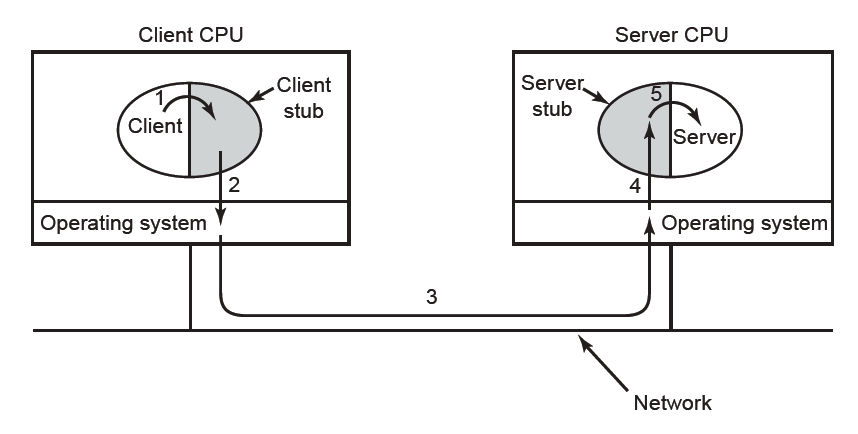 Client CPU
Server CPU
1
Client
Client
stub
2
Operating system
Server
stub
5
Server
4
Operating system
3
Network